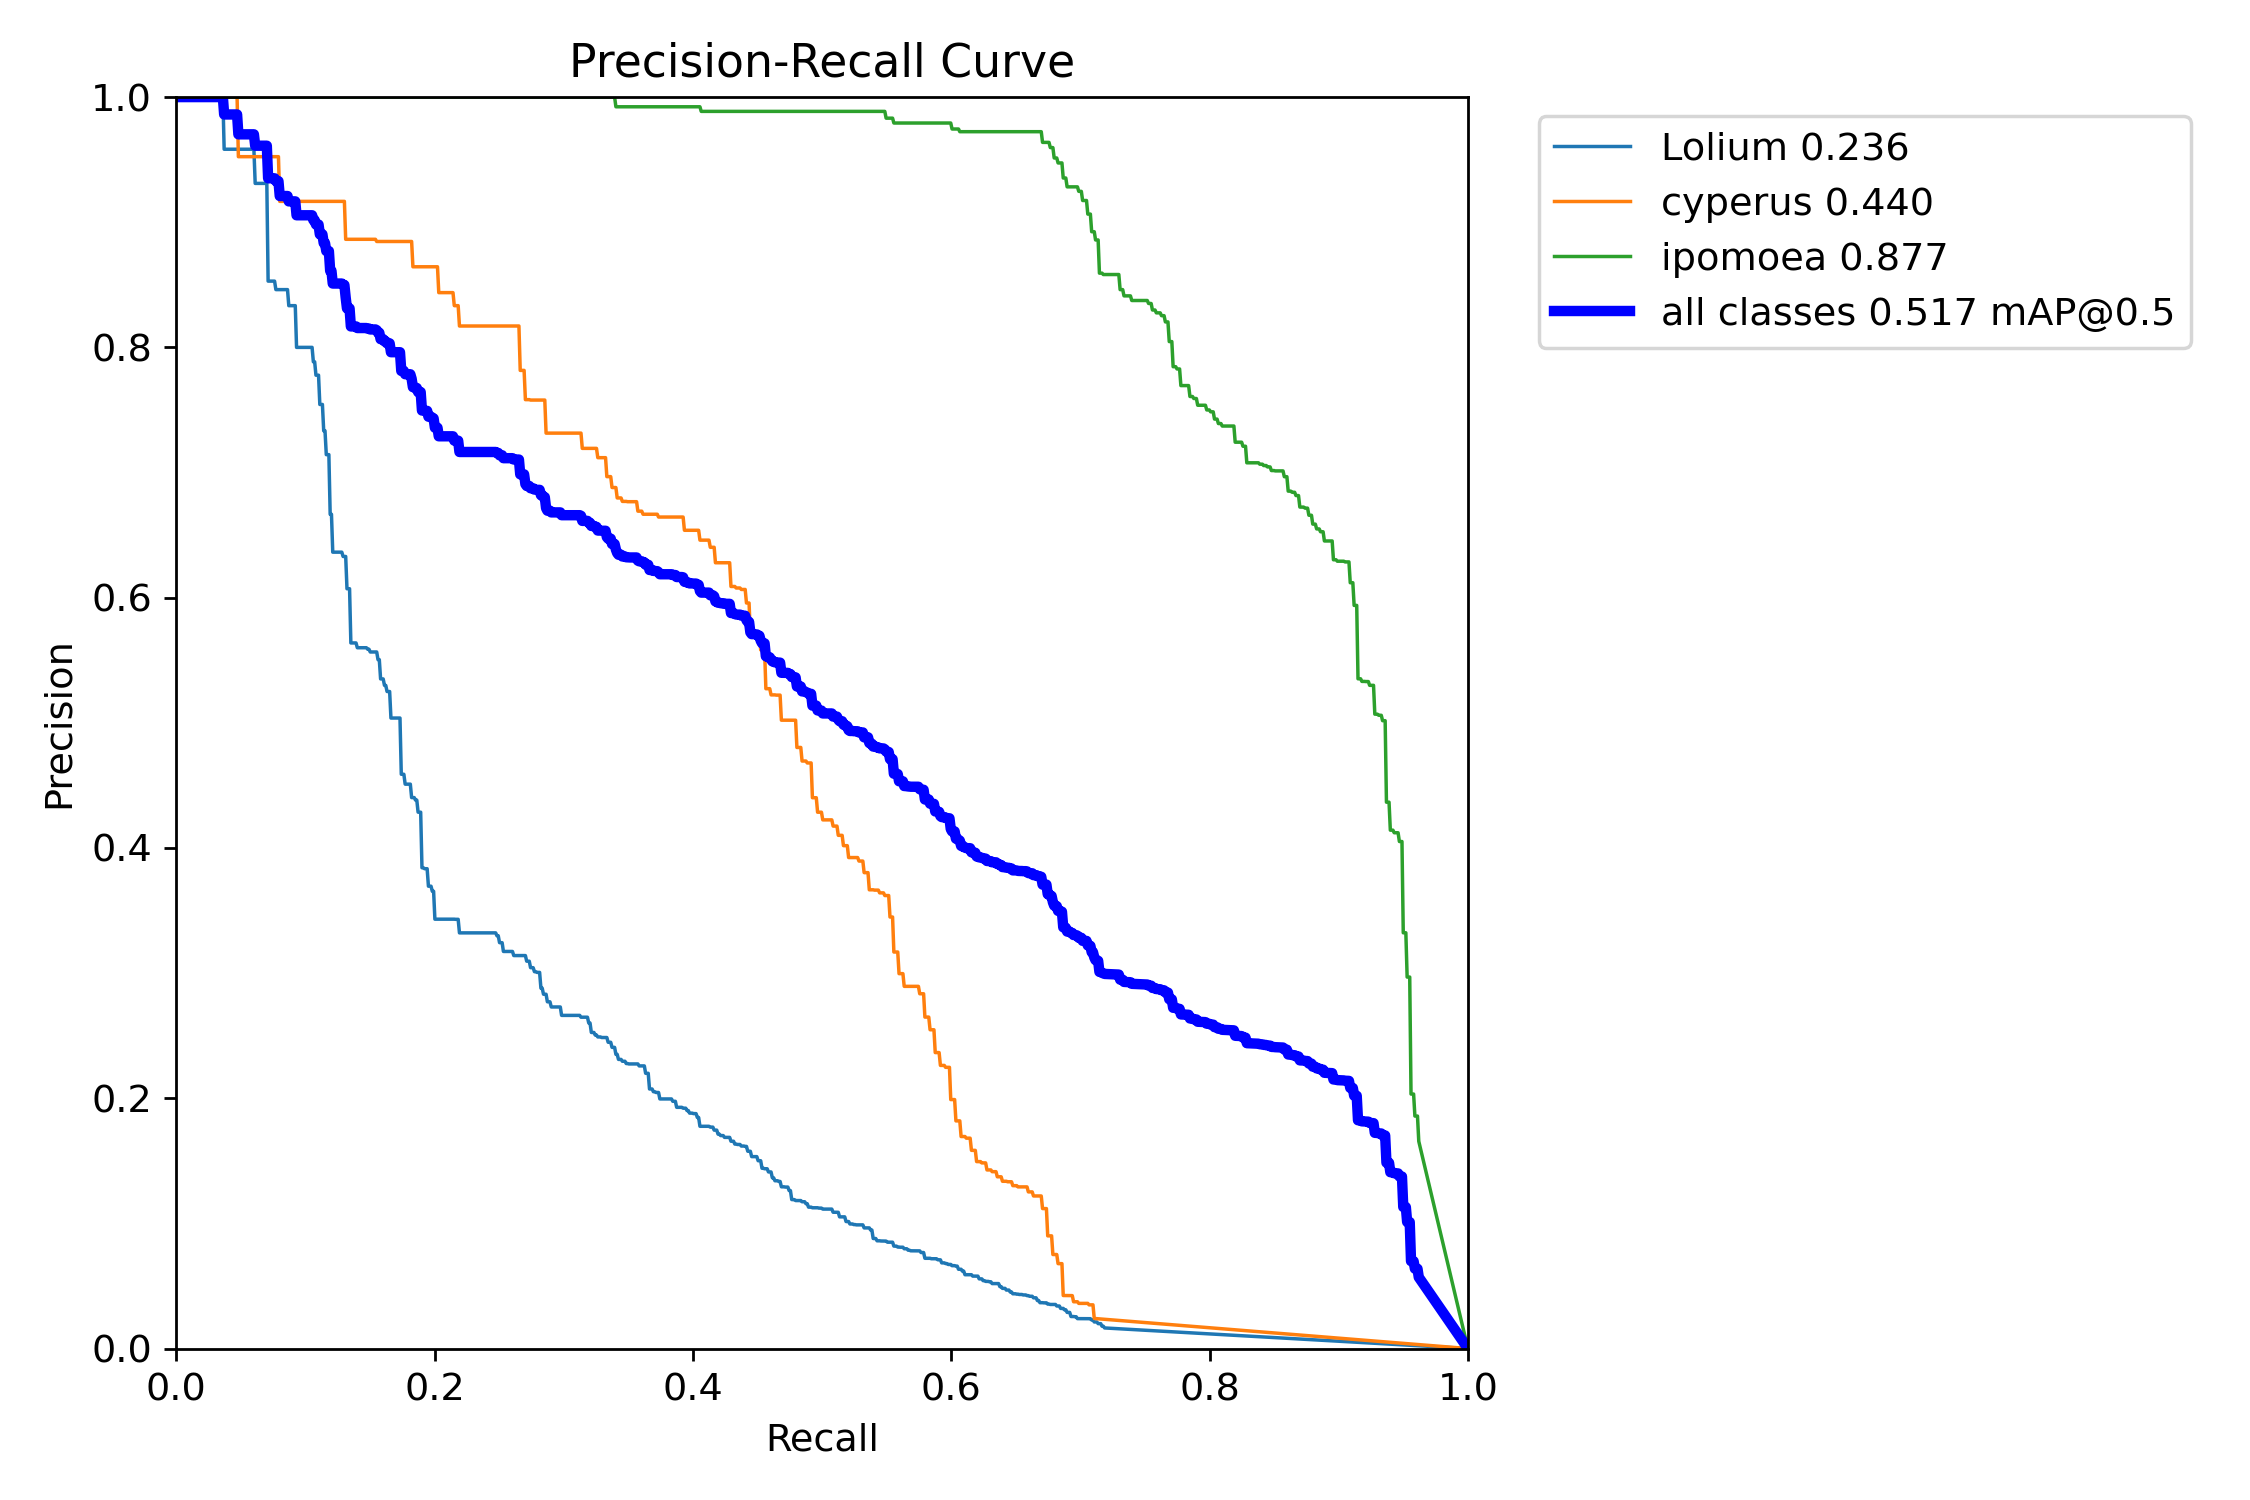 Precision-Recall Curve
1.0
0.8
0.6
0.4
0.2
0.0
Precision
0.0 0.2 0.4 0.6 0.8 1.0
Recall
Lolium 0.236
cyperus 0.440
ipomoea 0.877
all classes 0.517 mAP@0.5